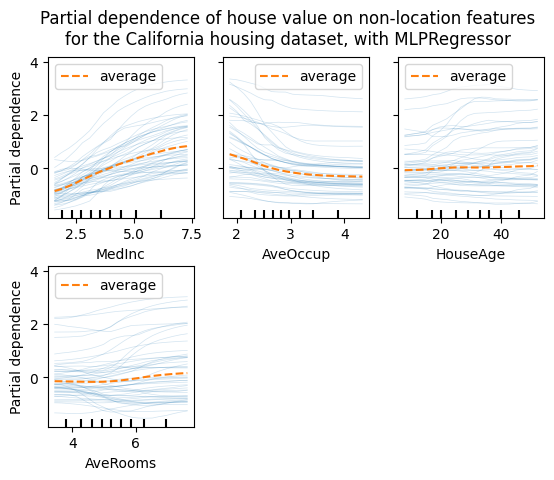 Partial dependence of house value on non-location features
for the California housing dataset, with MLPRegressor
Partial dependence
4
2
0
average
2.5
5.0
7.5
MedInc
average
2
3
4
AveOccup
average
20
40
HouseAge
Partial dependence
4
2
0
average
4
6
AveRooms